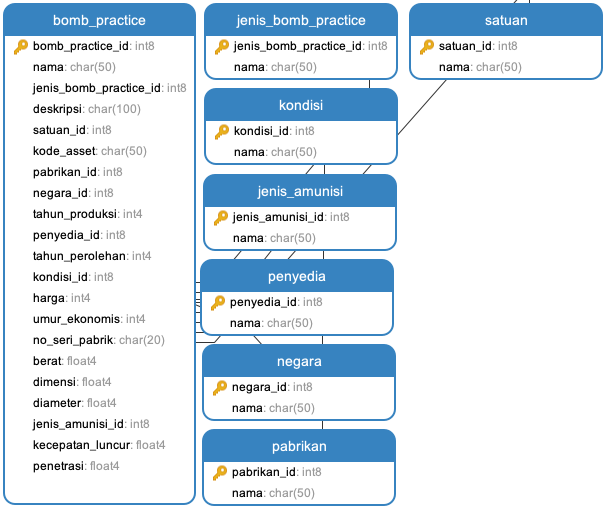 bomb_practice
bomb_practice_id: int8
nama: char(50)
jenis_bomb_practice_id: int8
deskripsi: char(100)
satuan_id: int8
kode_asset: char(50)
pabrikan_id: int8
negara_id: int8
tahun_produksi: int4
penyedia_id: int8
tahun_perolehan: int4
kondisi_id: int8
harga: int4
umur_ekonomis: int4
no_seri_pabrik: char(20)
berat: float4
dimensi: float4
diameter: float4
jenis_amunisi_id: int8
kecepatan_luncur: float4
penetrasi: float4
jenis_bomb_practice
jenis_bomb_practice_id: int8
nama: char(50)
kondisi
kondisi_id: int8
nama: char(50)
jenis_amunisi
jenis_amunisi_id: int8
nama: char(50)
penyedia
penyedia_id: int8
nama: char(50)
negara
negara_id: int8
nama: char(50)
pabrikan
pabrikan_id: int8
nama: char(50)
satuan
satuan_id: int8
nama: char(50)